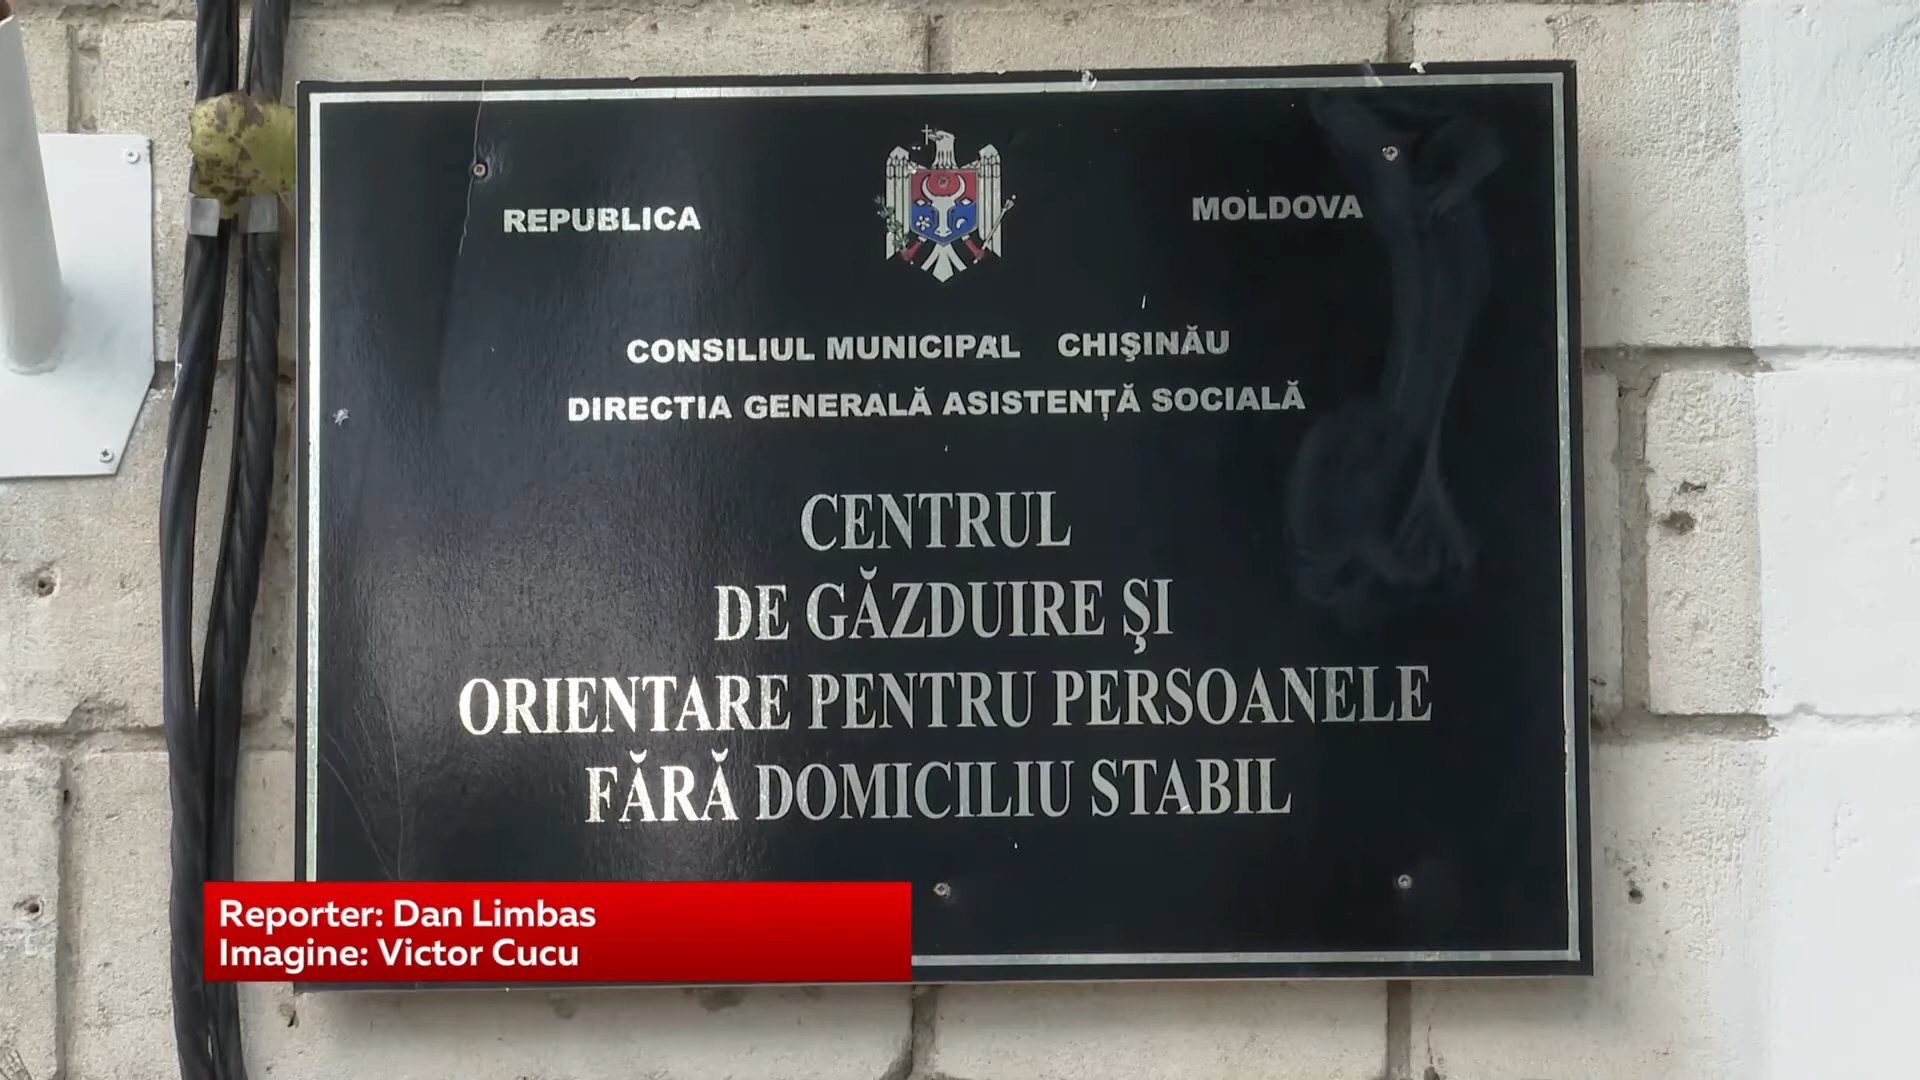 REPUBLICA MOLDOVA
CONSILIUL MUNICIPAL CHIŞINĂU
DIRECTIA GENERALĂ ASISTENȚĂ SOCIALĂ
CENTRUL
DE GĂZDUIRE ŞI
ORIENTARE PENTRU PERSOANELE
FĂRĂ DOMICILIU STABIL
Reporter: Dan Limbas
Imagine: Victor Cucu